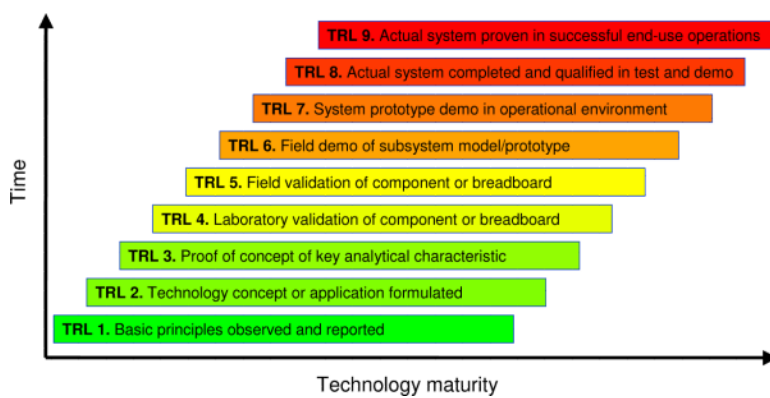 TRL 9. Actual system proven in successful end-use operations
TRL 8. Actual system completed and qualified in test and demo
TRL 7. System prototype demo in operational environment
TRL 6. Field demo of subsystem model/prototype
TRL 5. Field validation of component or breadboard
TRL 4. Laboratory validation of component or breadboard
TRL 3. Proof of concept of key analytical characteristic
TRL 2. Technology concept or application formulated
TRL 1. Basic principles observed and reported
Time
Technology maturity